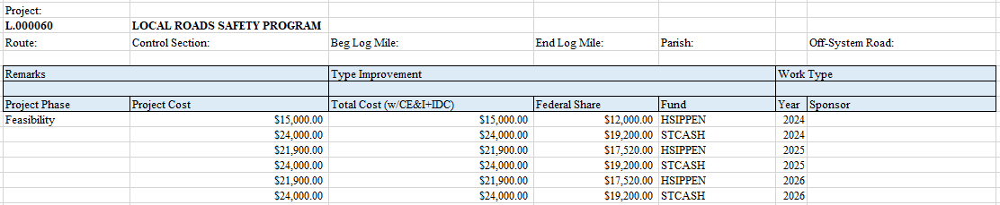 Project:
L.000060 LOCAL ROADS SAFETY PROGRAM
Route: Control Section: Beg Log Mile: End Log Mile: Parish: Off-System Road:
Remarks Type Improvement Work Type
Project Phase Project Cost Total Cost (w/CE&I+IDC) Federal Share Fund Year Sponsor
Feasibility $15,000.00 $15,000.00 $12,000.00 HSIPPEN 2024
$24,000.00 $24,000.00 $19,200.00 STCASH 2024
$21,900.00 $21,900.00 $17,520.00 HSIPPEN 2025
$24,000.00 $24,000.00 $19,200.00 STCASH 2025
$21,900.00 $21,900.00 $17,520.00 HSIPPEN 2026
$24,000.00 $24,000.00 $19,200.00 STCASH 2026